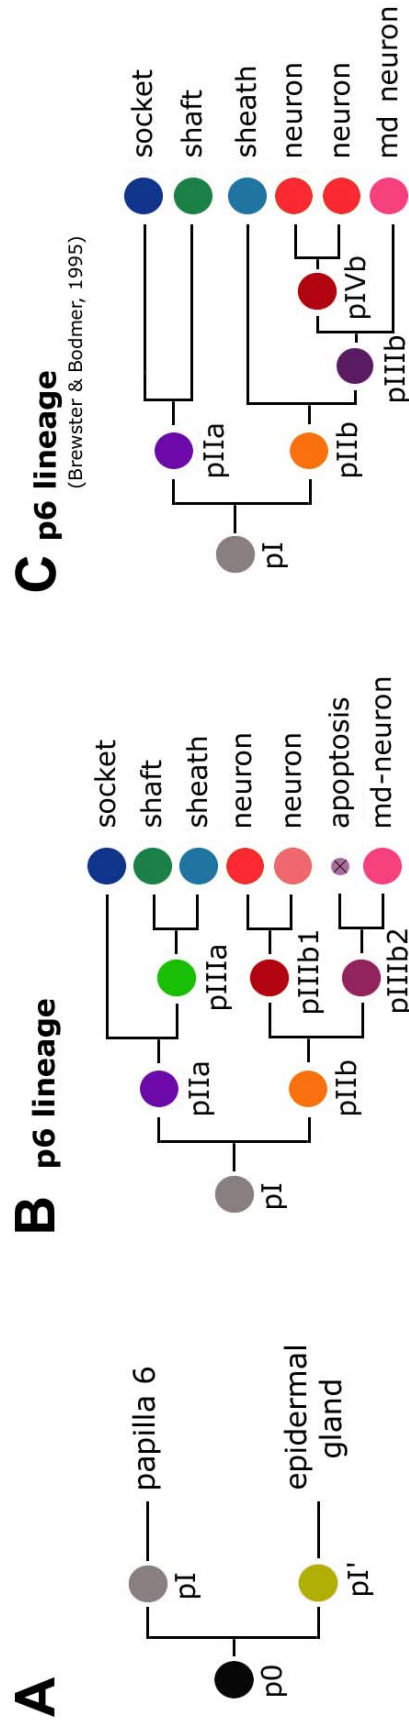 A
p0
pI
papilla 6
pI'
epidermal
gland
B
p6 lineage
pI
pIIa
pIIb
pIIIa
pIIIb1
pIIIb2
socket
shaft
sheath
neuron
neuron
apoptosis
md-neuron
C
p6 lineage
(Brewster & Bodmer, 1995)
pI
pIIa
pIIb
pIIIb
pIVb
socket
shaft
sheath
neuron
neuron
md neuron